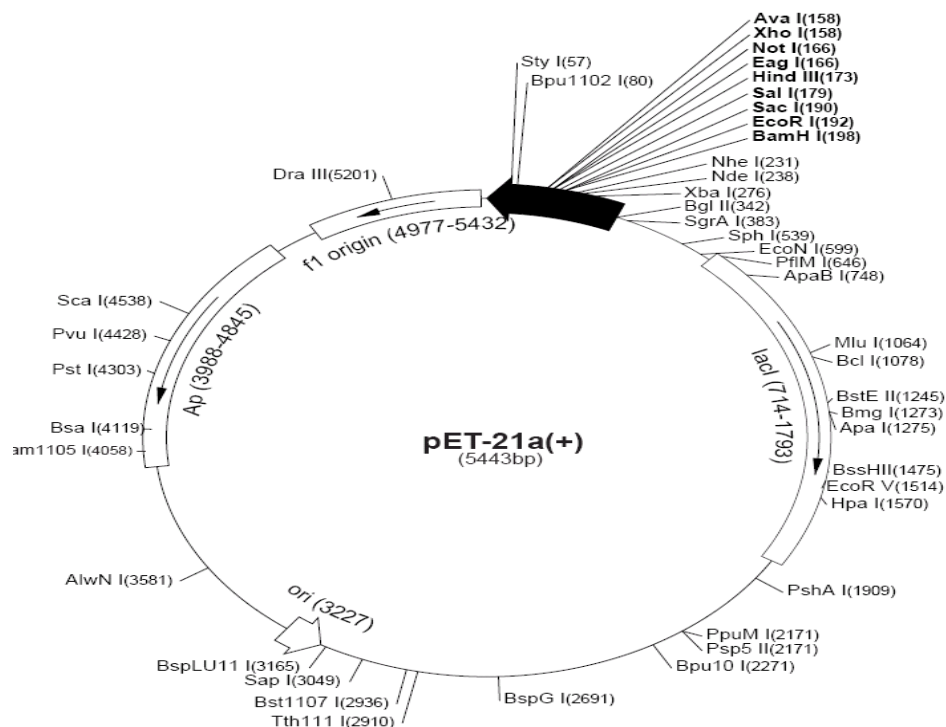 Ava I(158)
Xho I(158)
Not I(166)
Eag I(166)
Hind III(173)
Sal I(179)
Sac I(190)
EcoR I(192)
BamH I(198)
Sty I(57)
Bpu1102 I(80)
Nhe I(231)
Nde I(238)
Xba I(276)
Bgl II(342)
SgrA I(383)
Sph I(539)
EcoN I(599)
PflM I(646)
ApaB I(748)
Dra III(5201)
f1 origin (4977-5432)
Sca I(4538)
Pvu I(4428)
Pst I(4303)
Bsa I(4119)
am1105 I(4058)
Ap (3988-4845)
lacI (714-1793)
Mlu I(1064)
Bcl I(1078)
BstE II(1245)
Bmg I(1273)
Apa I(1275)
BssHII(1475)
EcoR V(1514)
Hpa I(1570)
pET-21a(+)
(5443bp)
AlwN I(3581)
ori (3227)
PshA I(1909)
PpuM I(2171)
Psp5 II(2171)
Bpu10 I(2271)
BspLU11 I(3165)
Sap I(3049)
Bst1107 I(2936)
Tth111 I(2910)
BspG I(2691)